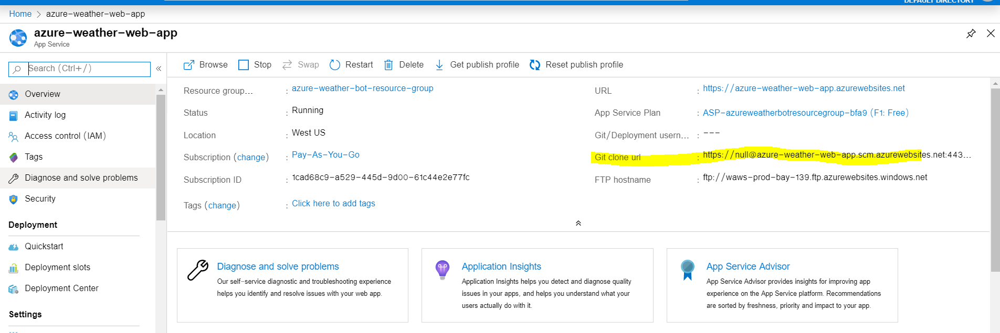 DEFAULT DIRECTORY
Home > azure-weather-web-app
azure-weather-web-app
App Service
Search (Ctrl+/)
«
Browse Stop Swap Restart Delete Get publish profile Reset publish profile
Overview
Activity log
Access control (IAM)
Tags
Diagnose and solve problems
Security
Deployment
Quickstart
Deployment slots
Deployment Center
Settings
Resource group... : azure-weather-bot-resource-group
Status : Running
Location : West US
Subscription (change) : Pay-As-You-Go
Subscription ID : 1cad68c9-a529-445d-9d00-61c44e2e77fc
Tags (change) : Click here to add tags
URL : https://azure-weather-web-app.azurewebsites.net
App Service Plan : ASP-azureweatherbotresourcegroup-bfa9 (F1: Free)
Git/Deployment usern... : ---
Git clone url : https://null@azure-weather-web-app.scm.azurewebsites.net:443...
FTP hostname : ftp://waws-prod-bay-139.ftp.azurewebsites.windows.net
Diagnose and solve problems
Our self-service diagnostic and troubleshooting experience
helps you identify and resolve issues with your web app.
Application Insights
Application Insights helps you detect and diagnose quality
issues in your apps, and helps you understand what your
users actually do with it.
App Service Advisor
App Service Advisor provides insights for improving app
experience on the App Service platform. Recommendations
are sorted by freshness, priority and impact to your app.